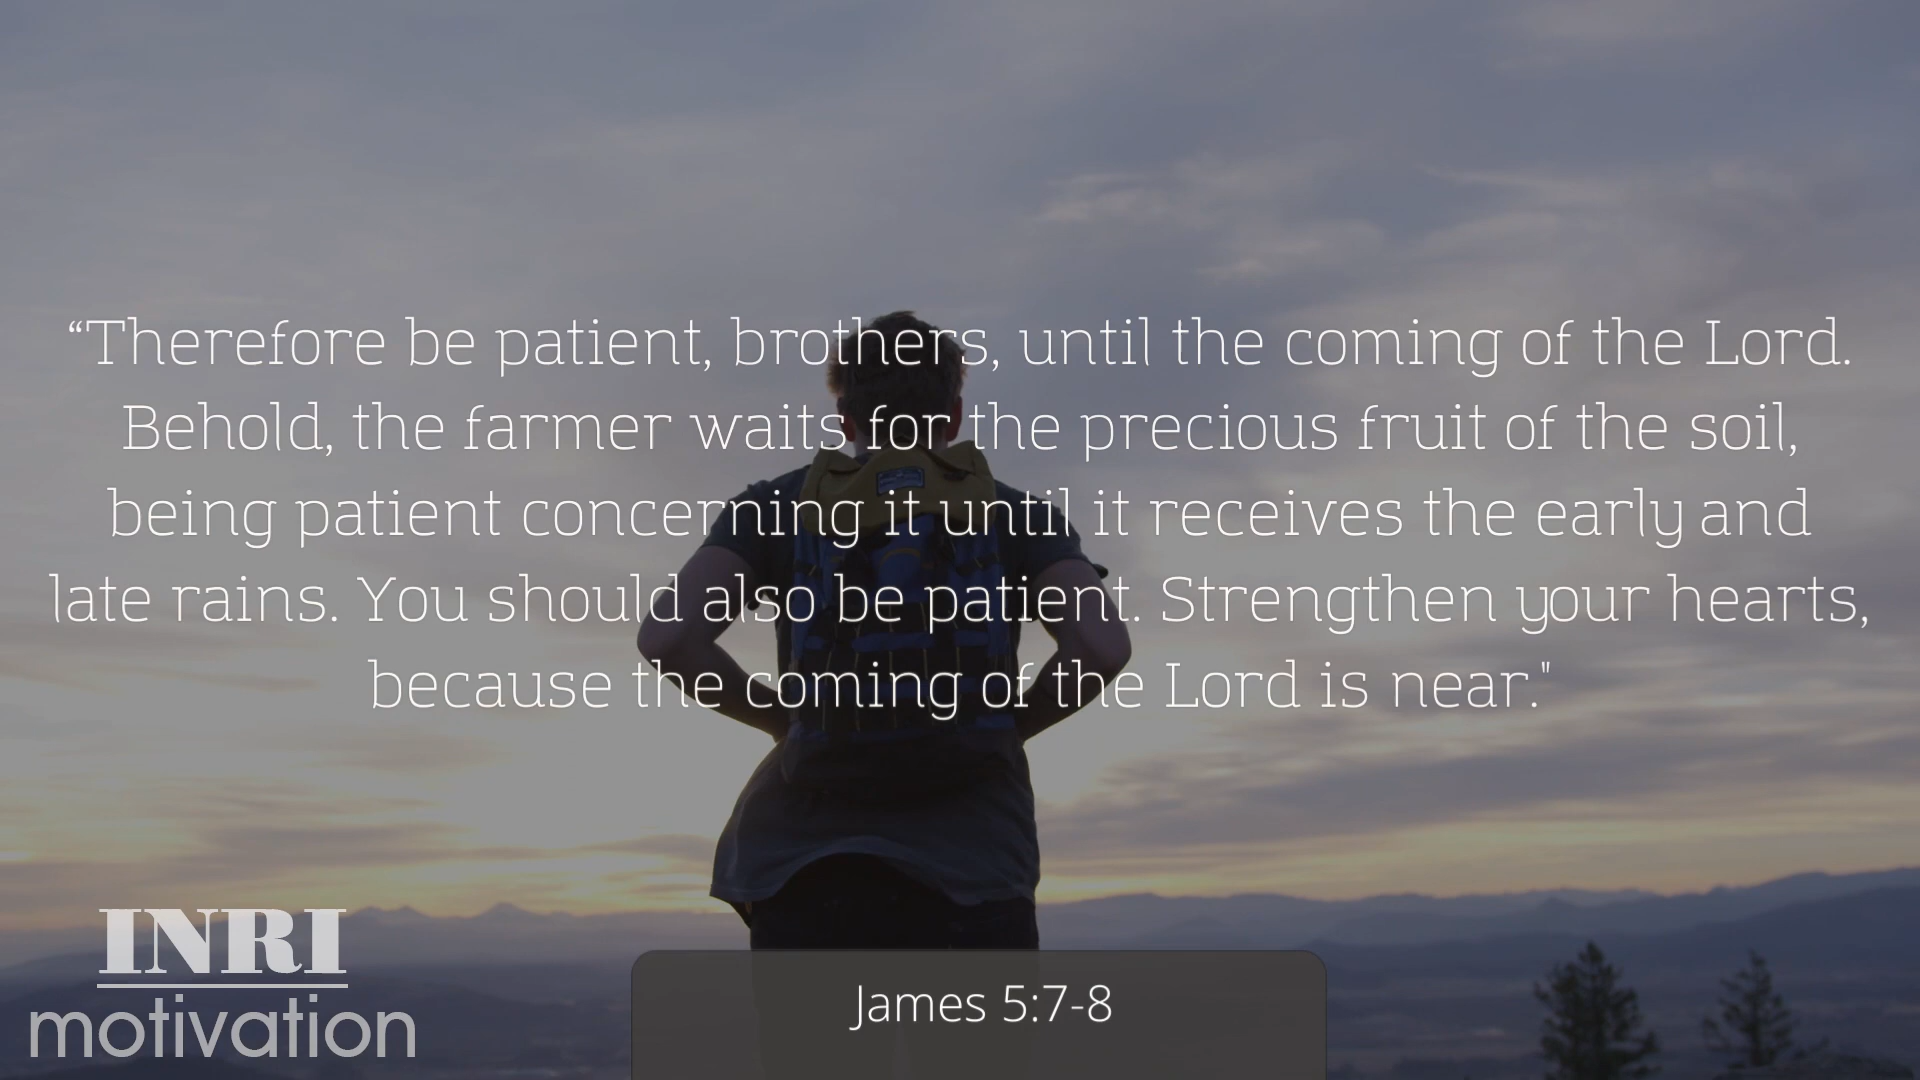 “Therefore be patient, brothers, until the coming of the Lord.
Behold, the farmer waits for the precious fruit of the soil,
being patient concerning it until it receives the early and
late rains. You should also be patient. Strengthen your hearts,
because the coming of the Lord is near."
James 5:7-8
INRI
motivation